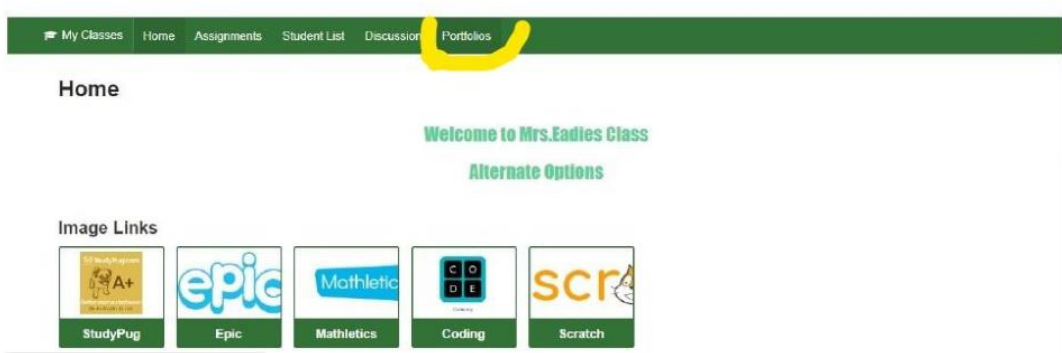 My Classes Home Assignments Student List Discussion Portfolios
Home
Welcome to Mrs.Eadies Class
Alternate Options
Image Links
A+
epic
Mathletic
C O
D E
scr
StudyPug Epic Mathletics Coding Scratch